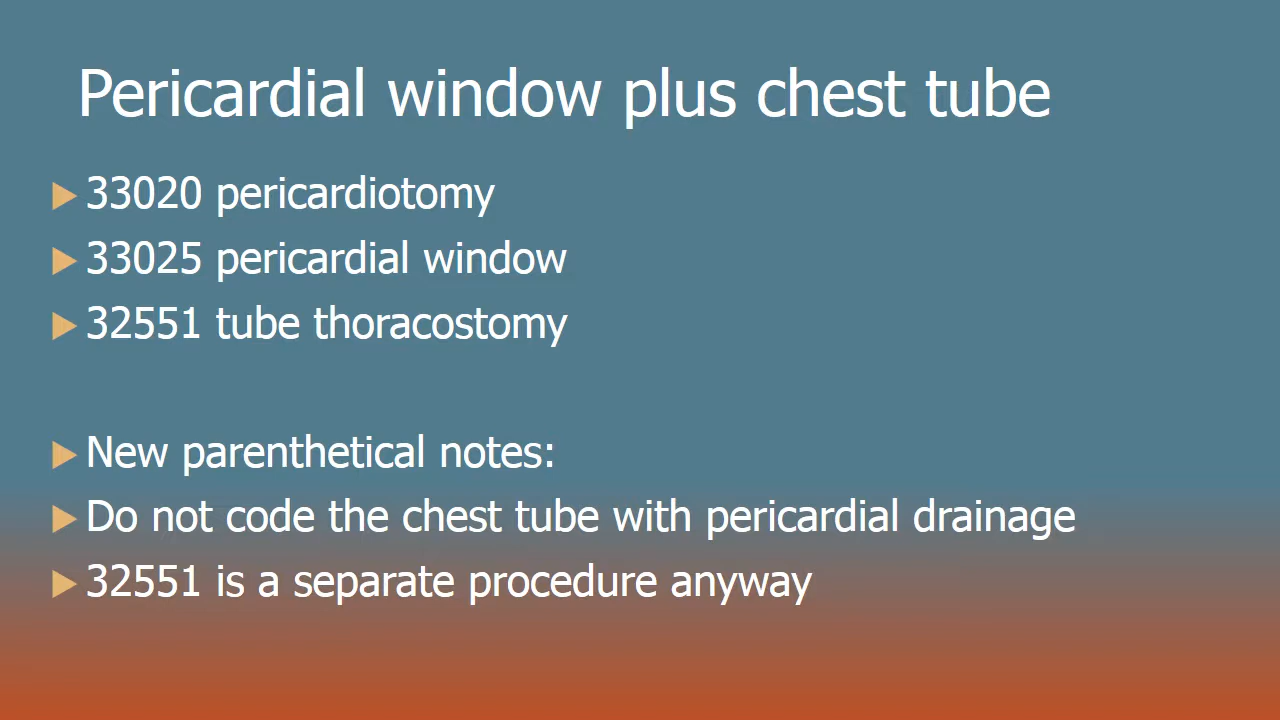 Pericardial window plus chest tube
33020 pericardiotomy
33025 pericardial window
32551 tube thoracostomy
New parenthetical notes:
Do not code the chest tube with pericardial drainage
32551 is a separate procedure anyway